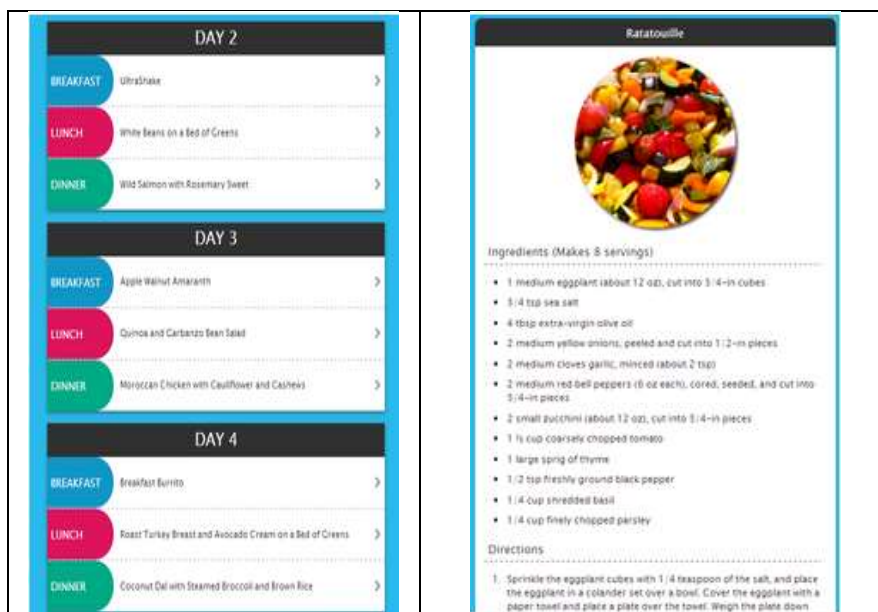 DAY 2
BREAKFAST UltraShake
LUNCH White Beans on a Bed of Greens
DINNER Wild Salmon with Rosemary Sweet
DAY 3
BREAKFAST Apple Walnut Amaranth
LUNCH Quinoa and Garbanzo Bean Salad
DINNER Moroccan Chicken with Cauliflower and Cashews
DAY 4
BREAKFAST Breakfast Burrito
LUNCH Roast Turkey Breast and Avocado Cream on a Bed of Greens
DINNER Coconut Dal with Steamed Broccoli and Brown Rice
Ratatouille
Ingredients (Makes 8 servings)
• 1 medium eggplant (about 12 oz), cut into 3/4-in cubes
• 3/4 tsp sea salt
• 4 tbsp extra-virgin olive oil
• 2 medium yellow onions, peeled and cut into 1/2-in pieces
• 2 medium cloves garlic, minced (about 2 tsp)
• 2 medium red bell peppers (6 oz each), cored, seeded, and cut into
3/4-in pieces
• 2 small zucchini (about 12 oz), cut into 3/4-in pieces
• 1 ½ cup coarsely chopped tomato
• 1 large sprig of thyme
• 1/2 tsp freshly ground black pepper
• 1/4 cup shredded basil
• 1/4 cup finely chopped parsley
Directions
1. Sprinkle the eggplant cubes with 1/4 teaspoon of the salt, and place
the eggplant in a colander set over a bowl. Cover the eggplant with a
paper towel and place a plate over the towel. Weigh the plate down